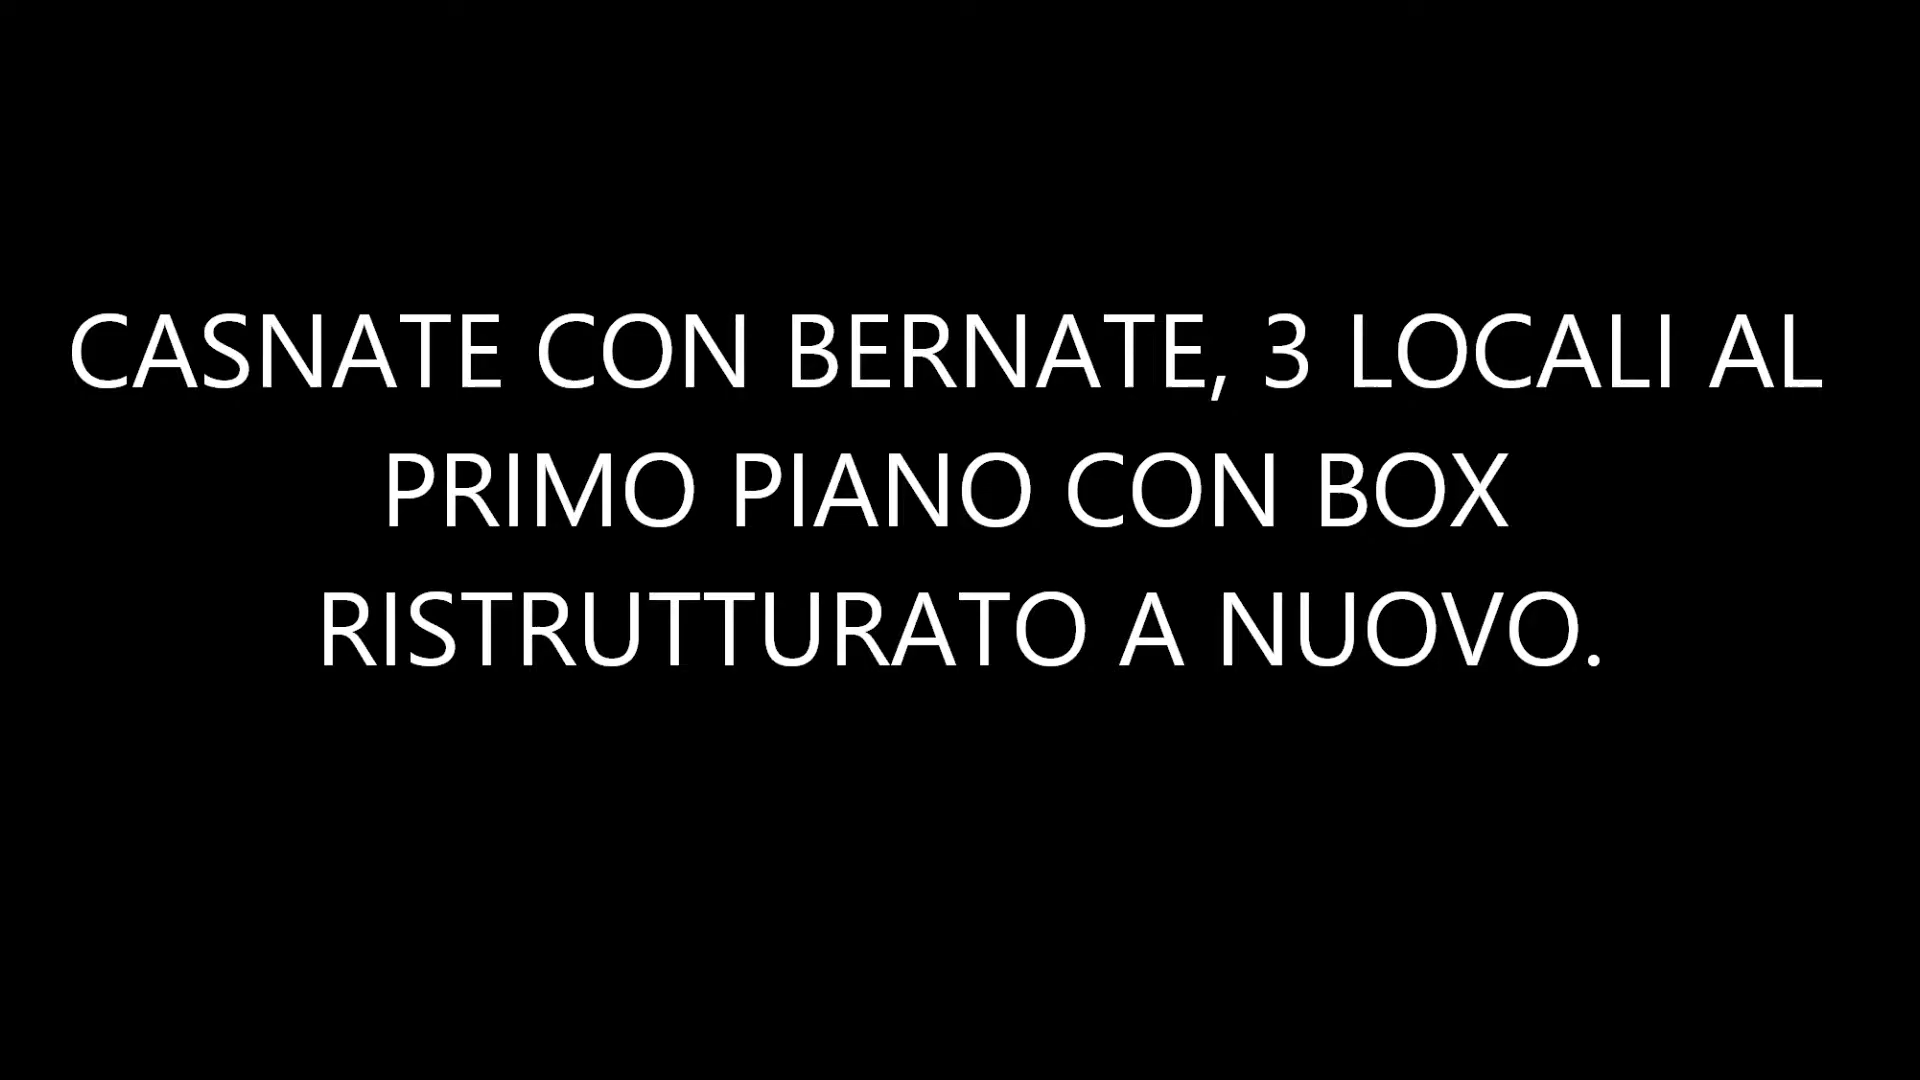 CASNATE CON BERNATE, 3 LOCALI AL
PRIMO PIANO CON BOX
RISTRUTTURATO A NUOVO.